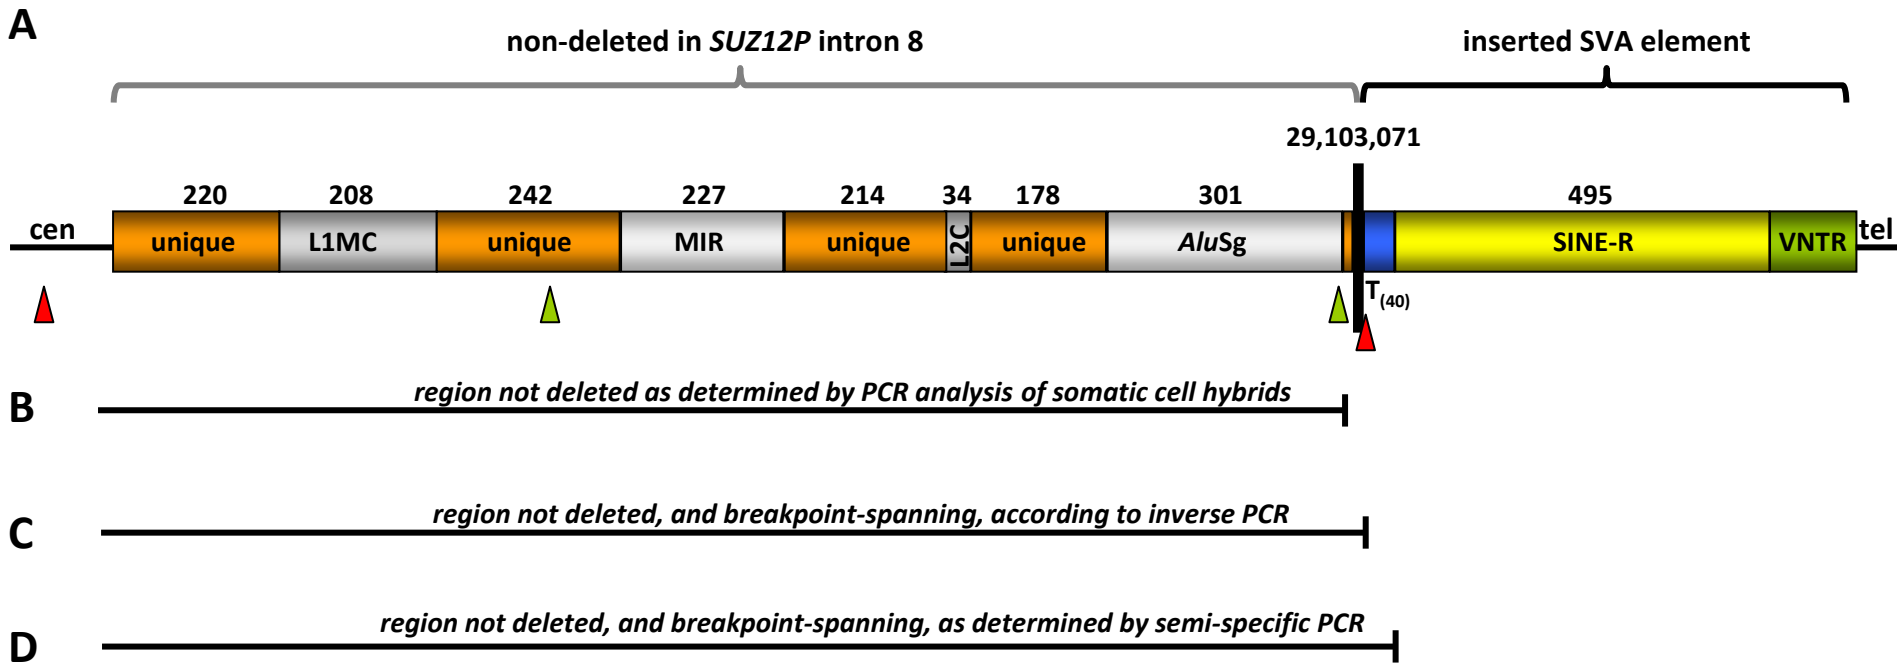 A
non-deleted in SUZ12P intron 8
inserted SVA element
29,103,071
220 208 242 227 214 34 178 301 495
cen unique L1MC unique MIR unique L2C unique AluSg SINE-R VNTR tel
T(40)
region not deleted as determined by PCR analysis of somatic cell hybrids
B
region not deleted, and breakpoint-spanning, according to inverse PCR
C
region not deleted, and breakpoint-spanning, as determined by semi-specific PCR
D